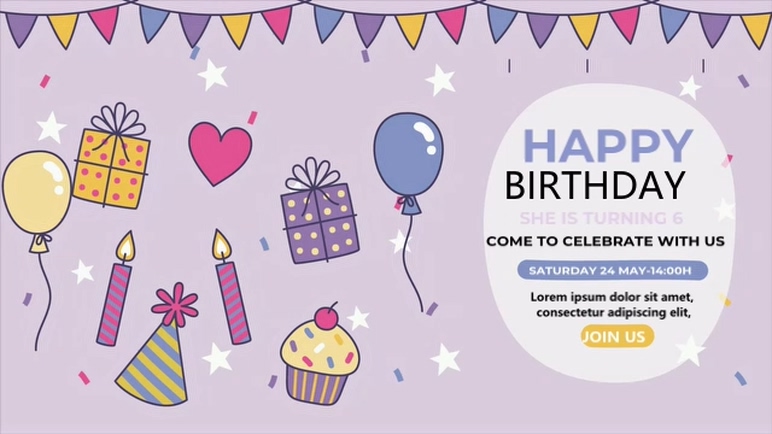 HAPPY
BIRTHDAY
SHE IS TURNING 6
COME TO CELEBRATE WITH US
SATURDAY 24 MAY-14:00H
Lorem ipsum dolor sit amet,
consectetur adipiscing elit,
JOIN US